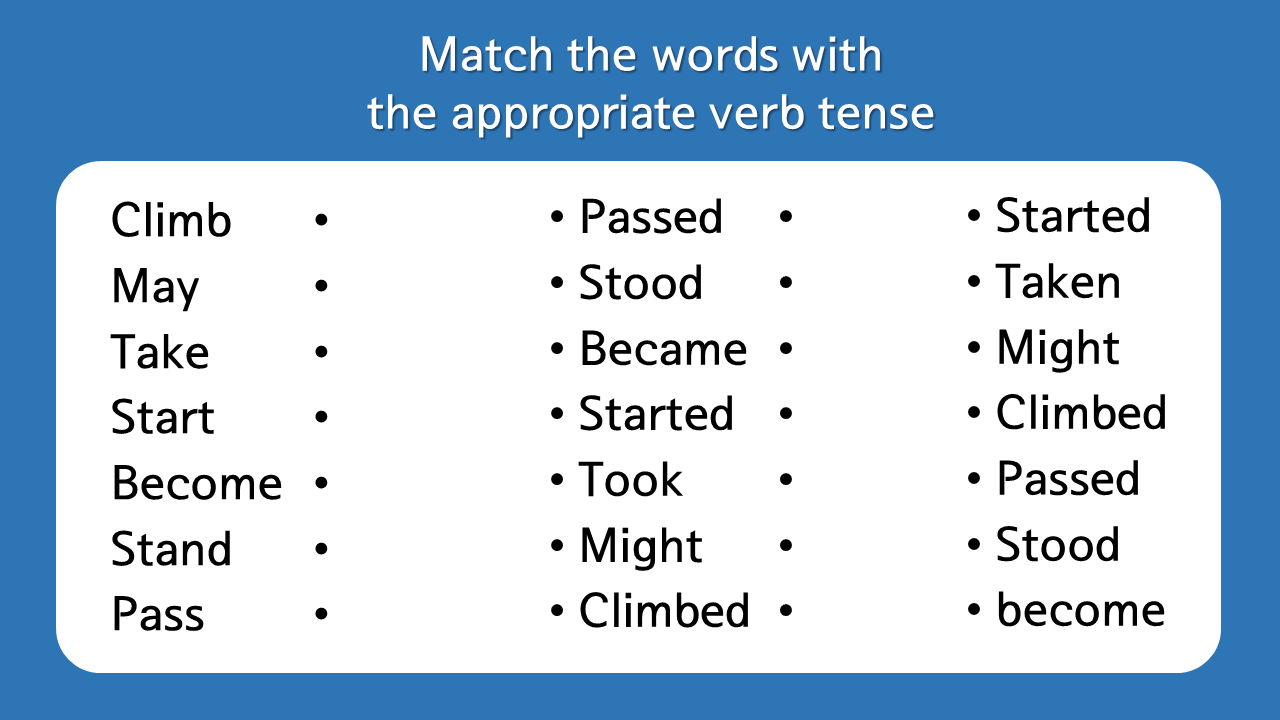 Match the words with
the appropriate verb tense
Climb • • Passed • • Started
May • • Stood • • Taken
Take • • Became • • Might
Start • • Started • • Climbed
Become • • Took • • Passed
Stand • • Might • • Stood
Pass • • Climbed • • become